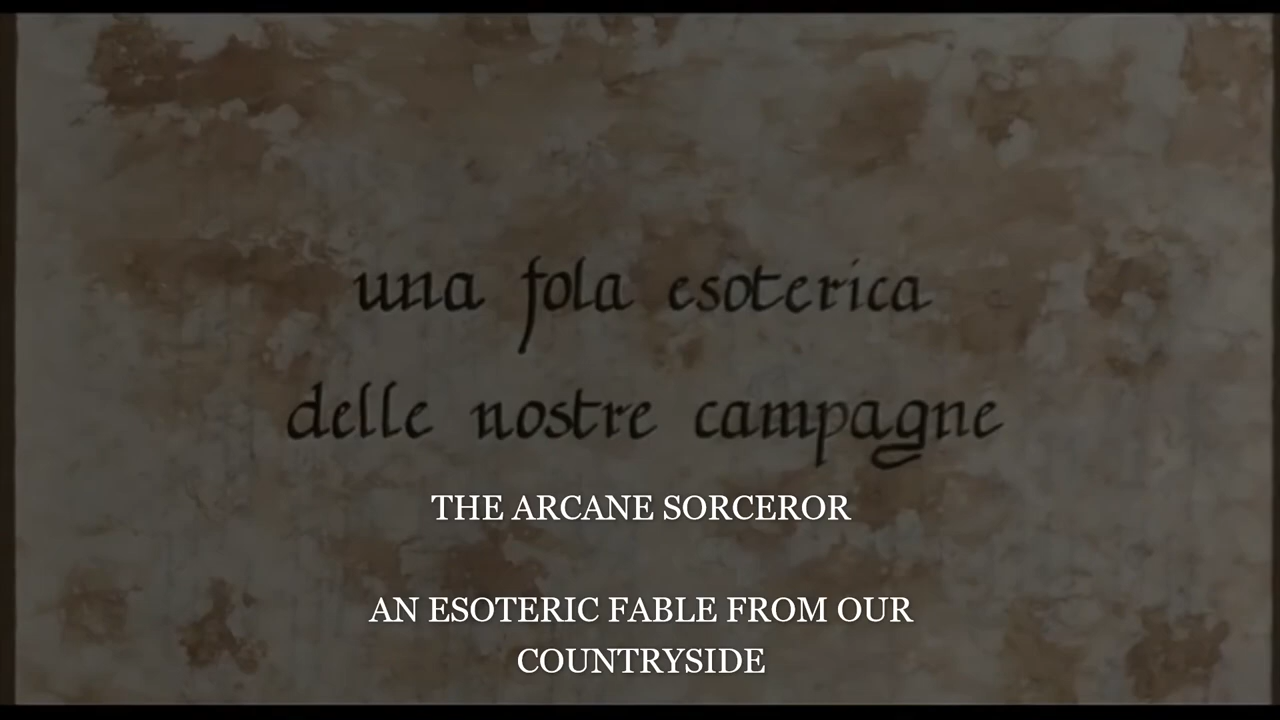 una fola esoterica
delle nostre campagne
THE ARCANE SORCEROR
AN ESOTERIC FABLE FROM OUR
COUNTRYSIDE